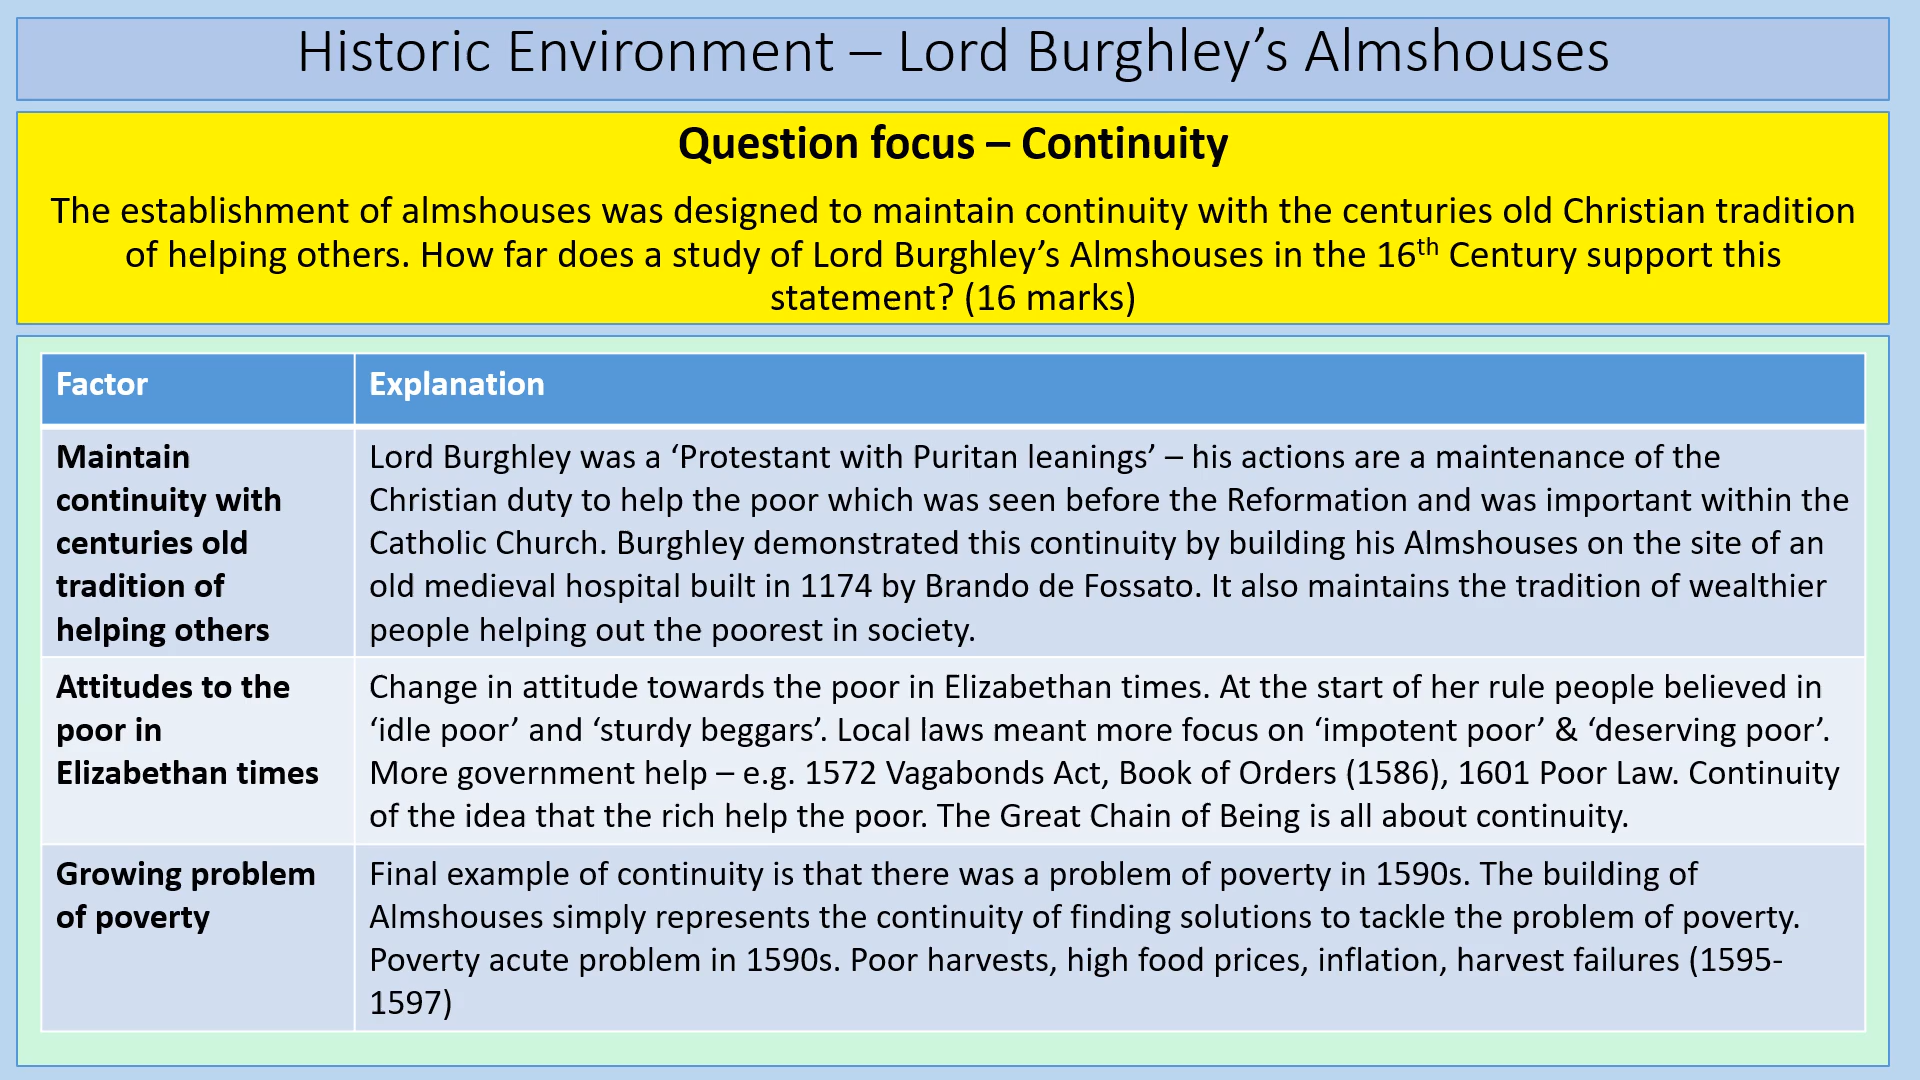 Historic Environment – Lord Burghley’s Almshouses
Question focus – Continuity
The establishment of almshouses was designed to maintain continuity with the centuries old Christian tradition
of helping others. How far does a study of Lord Burghley’s Almshouses in the 16th Century support this
statement? (16 marks)
Factor
Explanation
Maintain
continuity with
centuries old
tradition of
helping others
Lord Burghley was a ‘Protestant with Puritan leanings’ – his actions are a maintenance of the
Christian duty to help the poor which was seen before the Reformation and was important within the
Catholic Church. Burghley demonstrated this continuity by building his Almshouses on the site of an
old medieval hospital built in 1174 by Brando de Fossato. It also maintains the tradition of wealthier
people helping out the poorest in society.
Attitudes to the
poor in
Elizabethan times
Change in attitude towards the poor in Elizabethan times. At the start of her rule people believed in
‘idle poor’ and ‘sturdy beggars’. Local laws meant more focus on ‘impotent poor’ & ‘deserving poor’.
More government help – e.g. 1572 Vagabonds Act, Book of Orders (1586), 1601 Poor Law. Continuity
of the idea that the rich help the poor. The Great Chain of Being is all about continuity.
Growing problem
of poverty
Final example of continuity is that there was a problem of poverty in 1590s. The building of
Almshouses simply represents the continuity of finding solutions to tackle the problem of poverty.
Poverty acute problem in 1590s. Poor harvests, high food prices, inflation, harvest failures (1595-
1597)